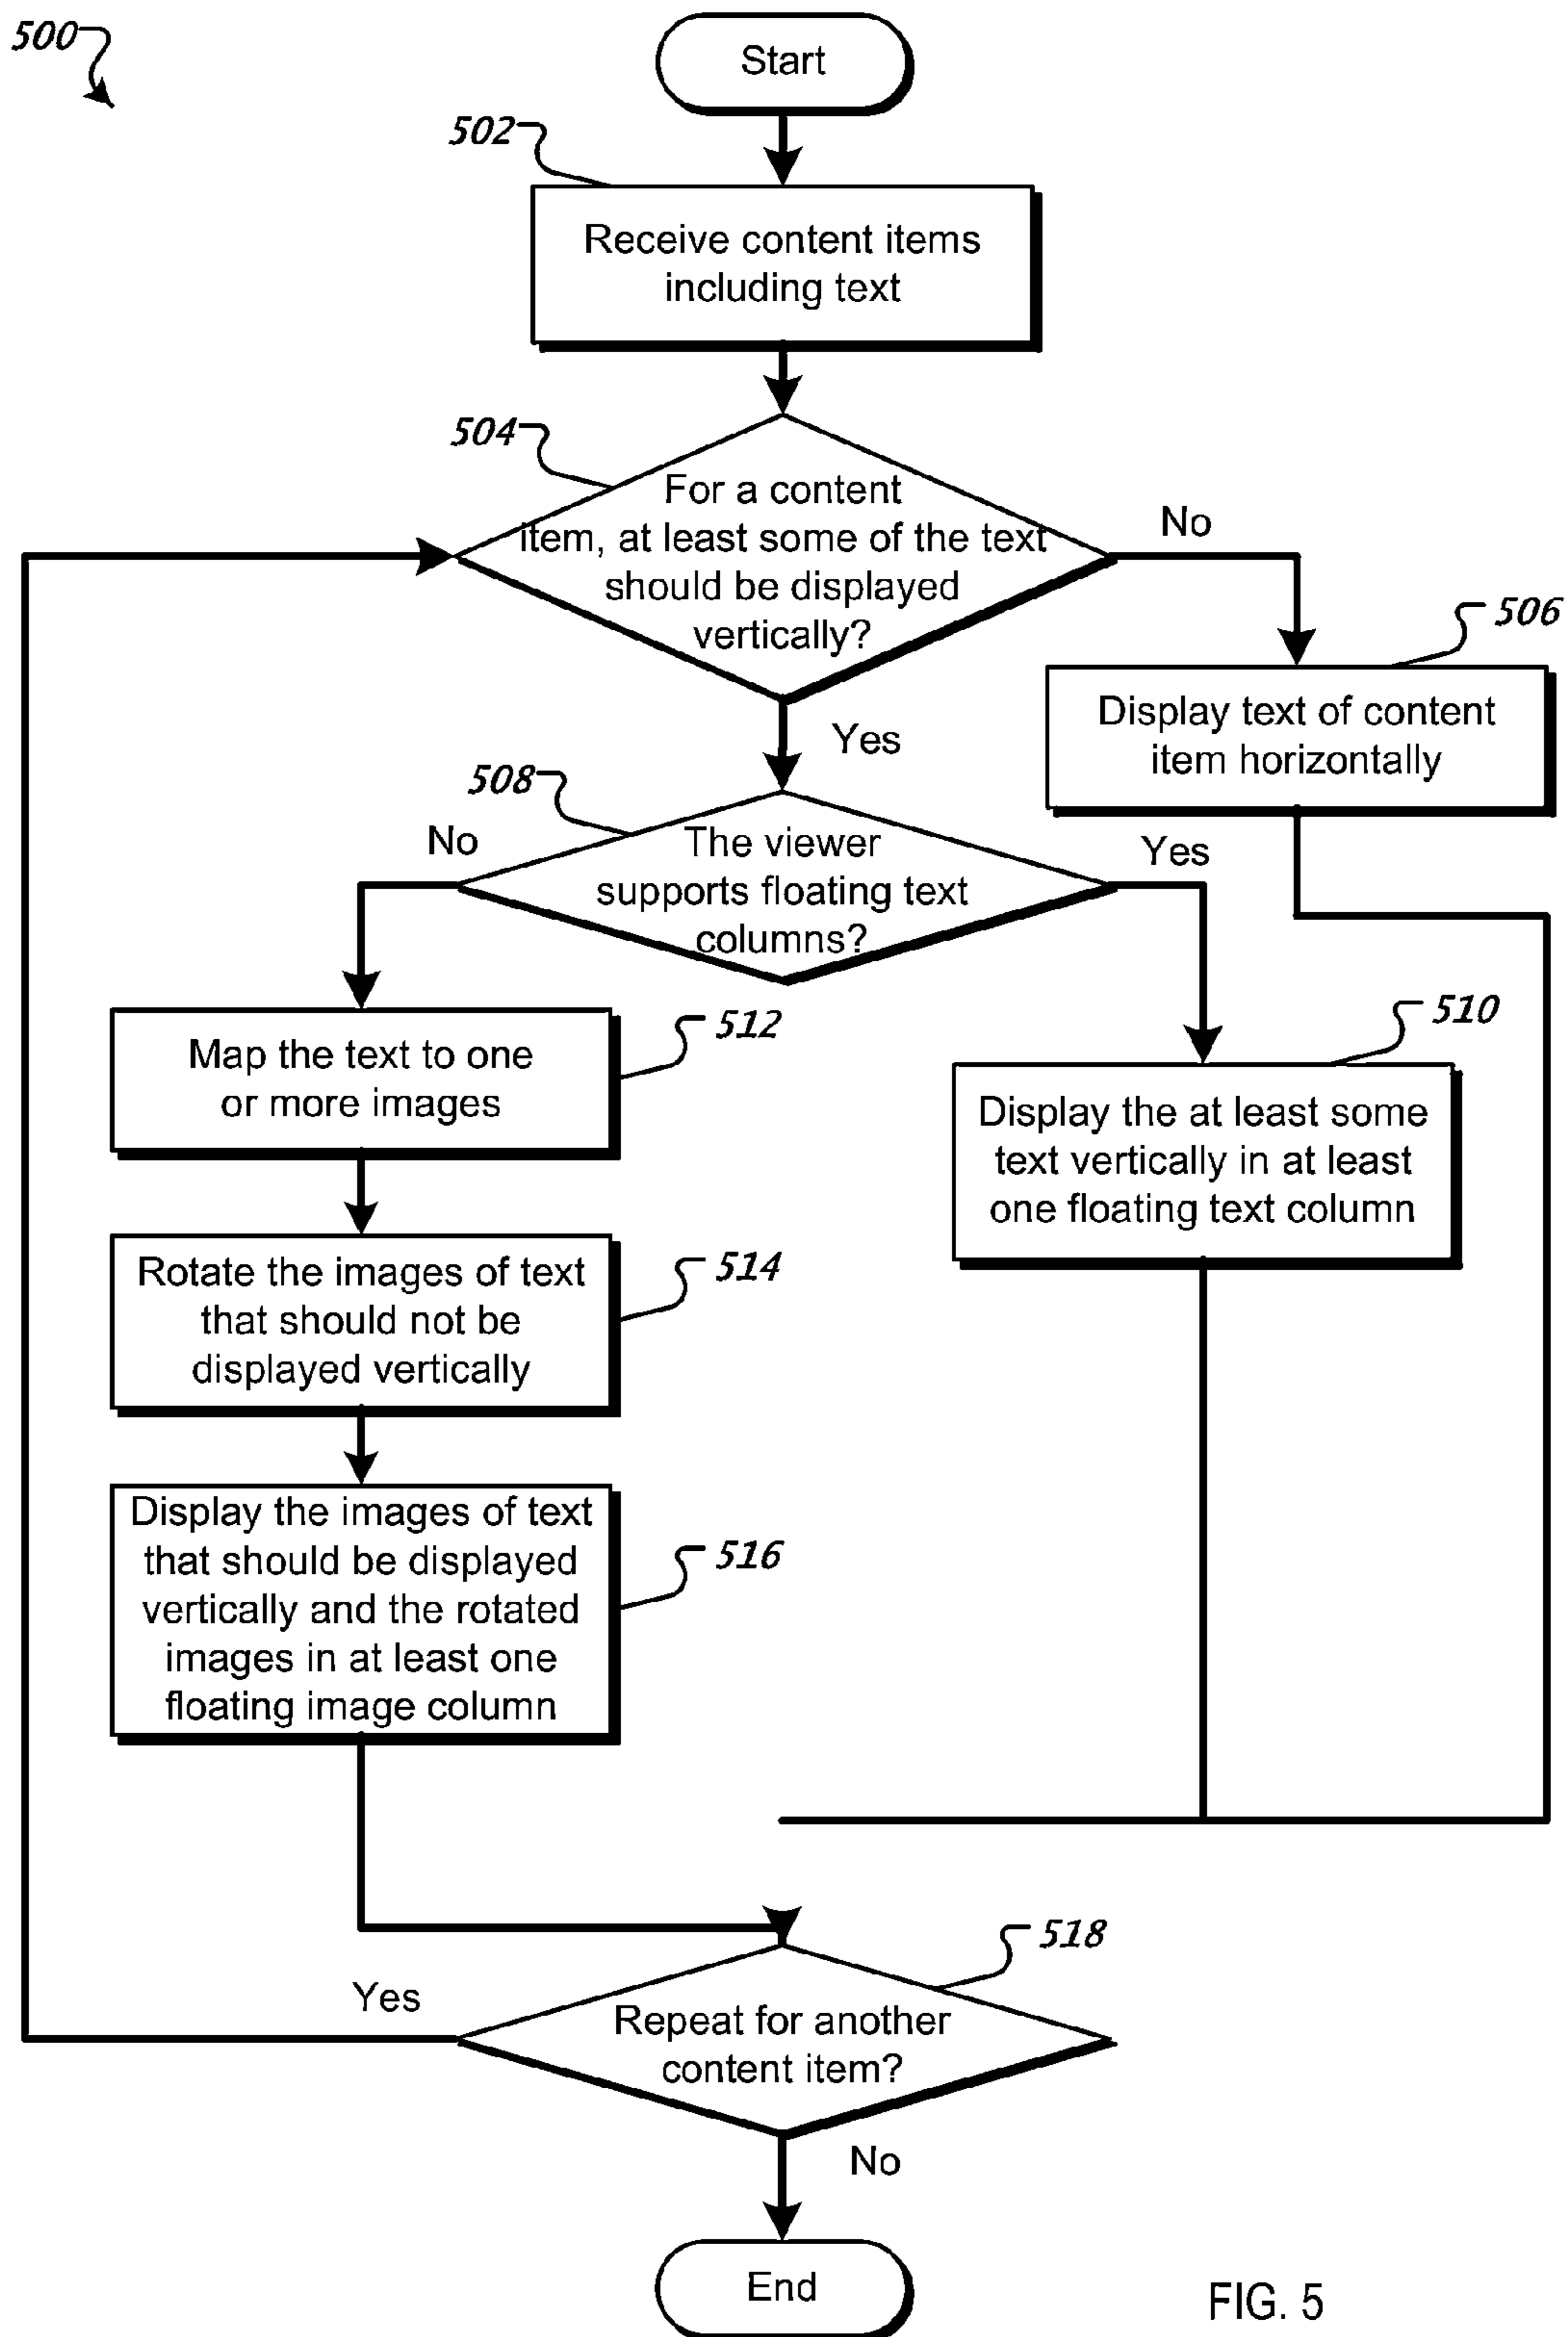 500
Start
502
Receive content items
including text
504
For a content
item, at least some of the text
should be displayed
vertically?
No
506
Display text of content
item horizontally
Yes
508
No
The viewer
supports floating text
columns?
Yes
512
Map the text to one
or more images
510
Display the at least some
text vertically in at least
one floating text column
514
Rotate the images of text
that should not be
displayed vertically
516
Display the images of text
that should be displayed
vertically and the rotated
images in at least one
floating image column
518
Yes
Repeat for another
content item?
No
End
FIG. 5